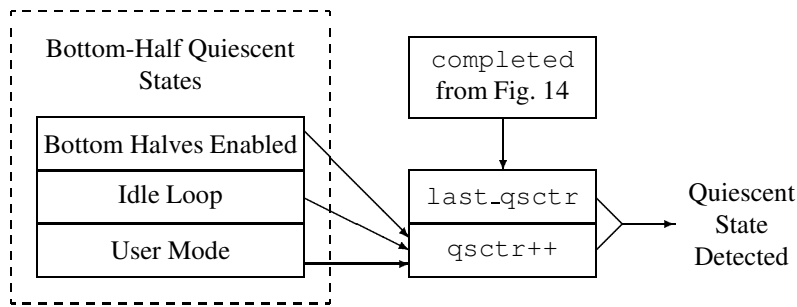 Bottom-Half Quiescent
States
Bottom Halves Enabled
Idle Loop
User Mode
completed
from Fig. 14
last_qsctr
qsctr++
Quiescent
State
Detected